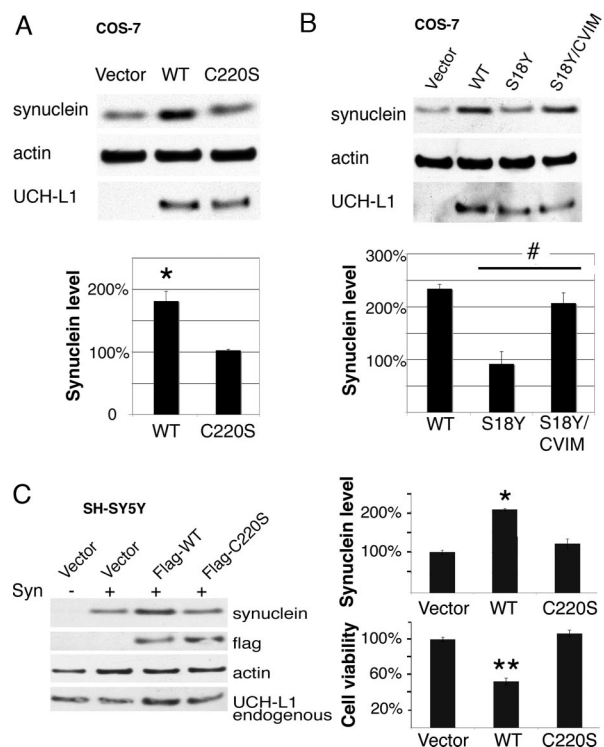 A
COS-7
Vector WT C220S
synuclein
actin
UCH-L1
Synuclein level
200%
100%
0
*
WT C220S
B
COS-7
Vector WT S18Y S18Y/CVIM
synuclein
actin
UCH-L1
Synuclein level
300%
200%
100%
#
WT S18Y S18Y/
CVIM
C
SH-SY5Y
Vector Vector Flag-WT Flag-C220S
Syn - + + +
synuclein
flag
actin
UCH-L1
endogenous
Synuclein level
200%
100%
*
Vector WT C220S
Cell viability
100%
60%
20%
**
Vector WT C220S